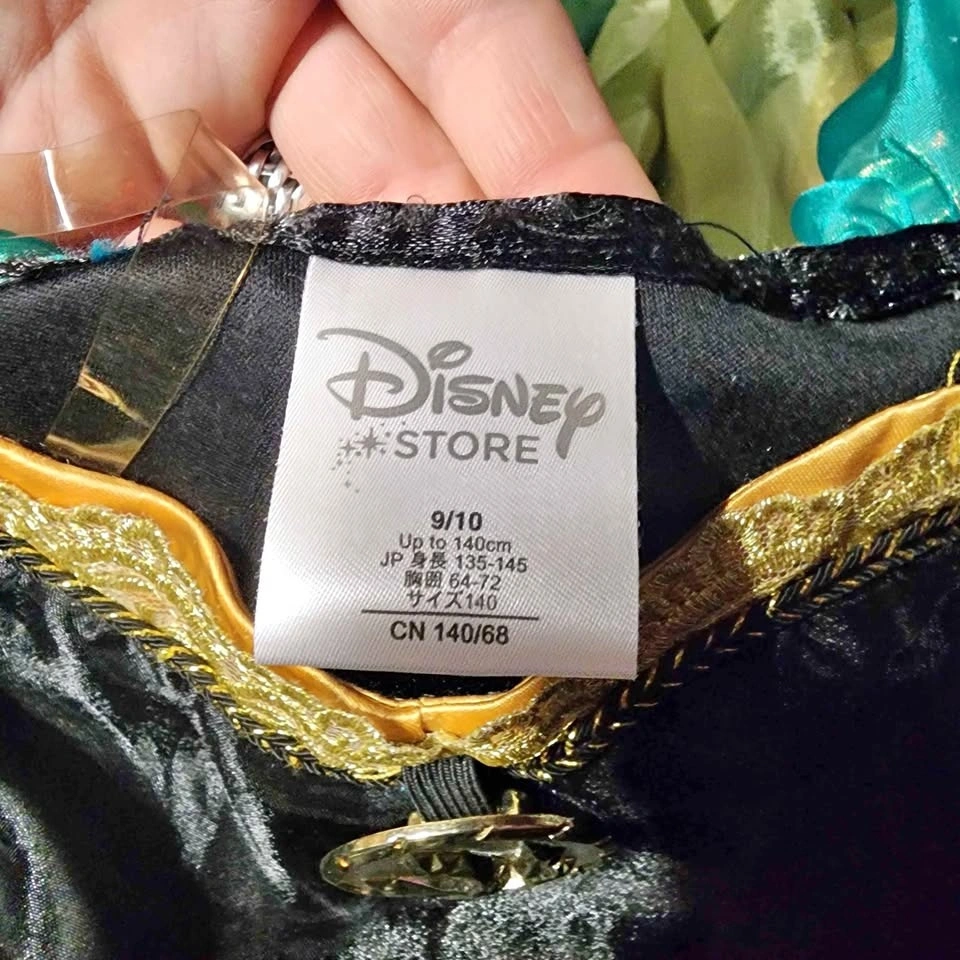 Disney
STORE
9/10
Up to 140cm
JP 身長 135-145
胸囲 64-72
サイズ140
CN 140/68